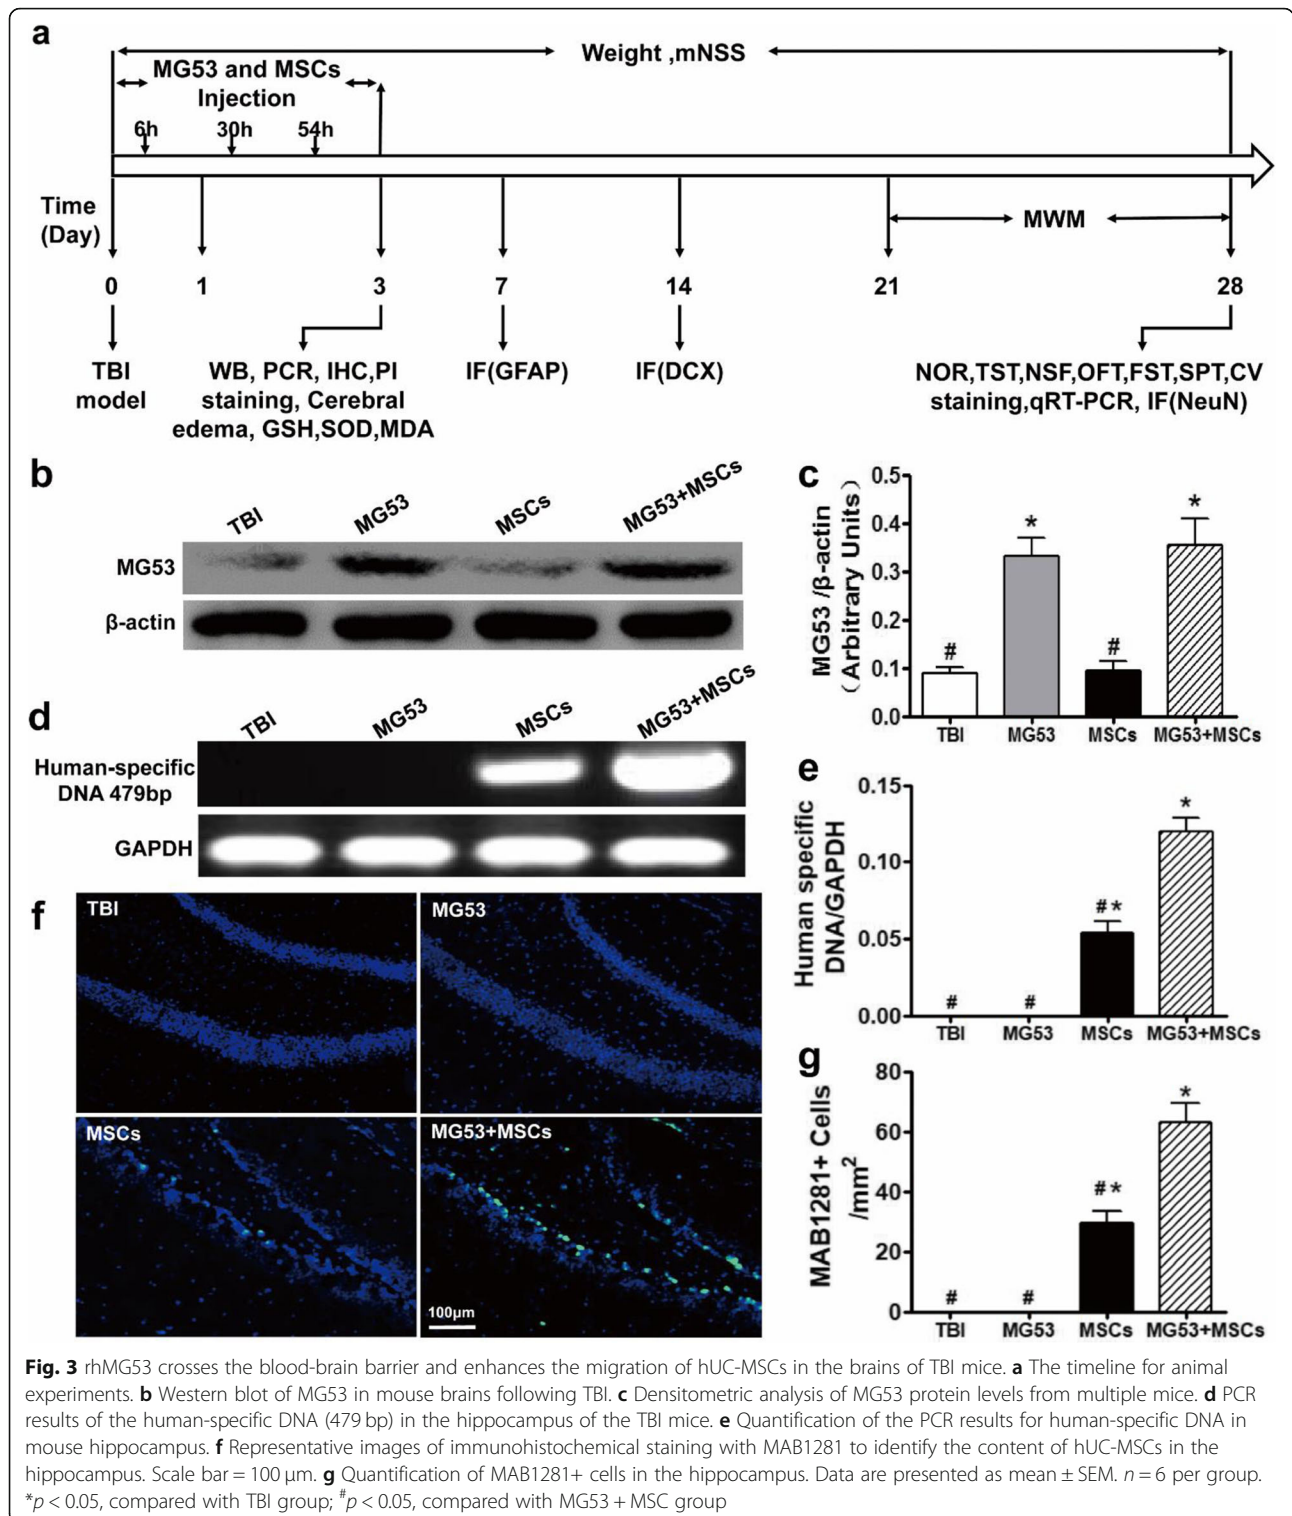 a
Weight ,mNSS
MG53 and MSCs
Injection
6h 30h 54h
Time
(Day)
MWM
0 1 3 7 14 21 28
TBI
model
WB, PCR, IHC,PI
staining, Cerebral
edema, GSH,SOD,MDA
IF(GFAP)
IF(DCX)
NOR,TST,NSF,OFT,FST,SPT,CV
staining,qRT-PCR, IF(NeuN)
b
TBI MG53 MSCs MG53+MSCs
MG53
β-actin
c
MG53 /β-actin
(Arbitrary Units)
0.5
0.4
0.3
0.2
0.1
0.0
# * # *
TBI MG53 MSCs MG53+MSCs
d
TBI MG53 MSCs MG53+MSCs
Human-specific
DNA 479bp
GAPDH
e
Human specific
DNA/GAPDH
0.15
0.10
0.05
0.00
# # #* *
TBI MG53 MSCs MG53+MSCs
f
TBI
MG53
MSCs
MG53+MSCs
100μm
g
MAB1281+ Cells
/mm²
80
60
40
20
0
# # #* *
TBI MG53 MSCs MG53+MSCs
Fig. 3 rhMG53 crosses the blood-brain barrier and enhances the migration of hUC-MSCs in the brains of TBI mice. a The timeline for animal
experiments. b Western blot of MG53 in mouse brains following TBI. c Densitometric analysis of MG53 protein levels from multiple mice. d PCR
results of the human-specific DNA (479 bp) in the hippocampus of the TBI mice. e Quantification of the PCR results for human-specific DNA in
mouse hippocampus. f Representative images of immunohistochemical staining with MAB1281 to identify the content of hUC-MSCs in the
hippocampus. Scale bar = 100 μm. g Quantification of MAB1281+ cells in the hippocampus. Data are presented as mean ± SEM. n = 6 per group.
*p < 0.05, compared with TBI group; #p < 0.05, compared with MG53 + MSC group